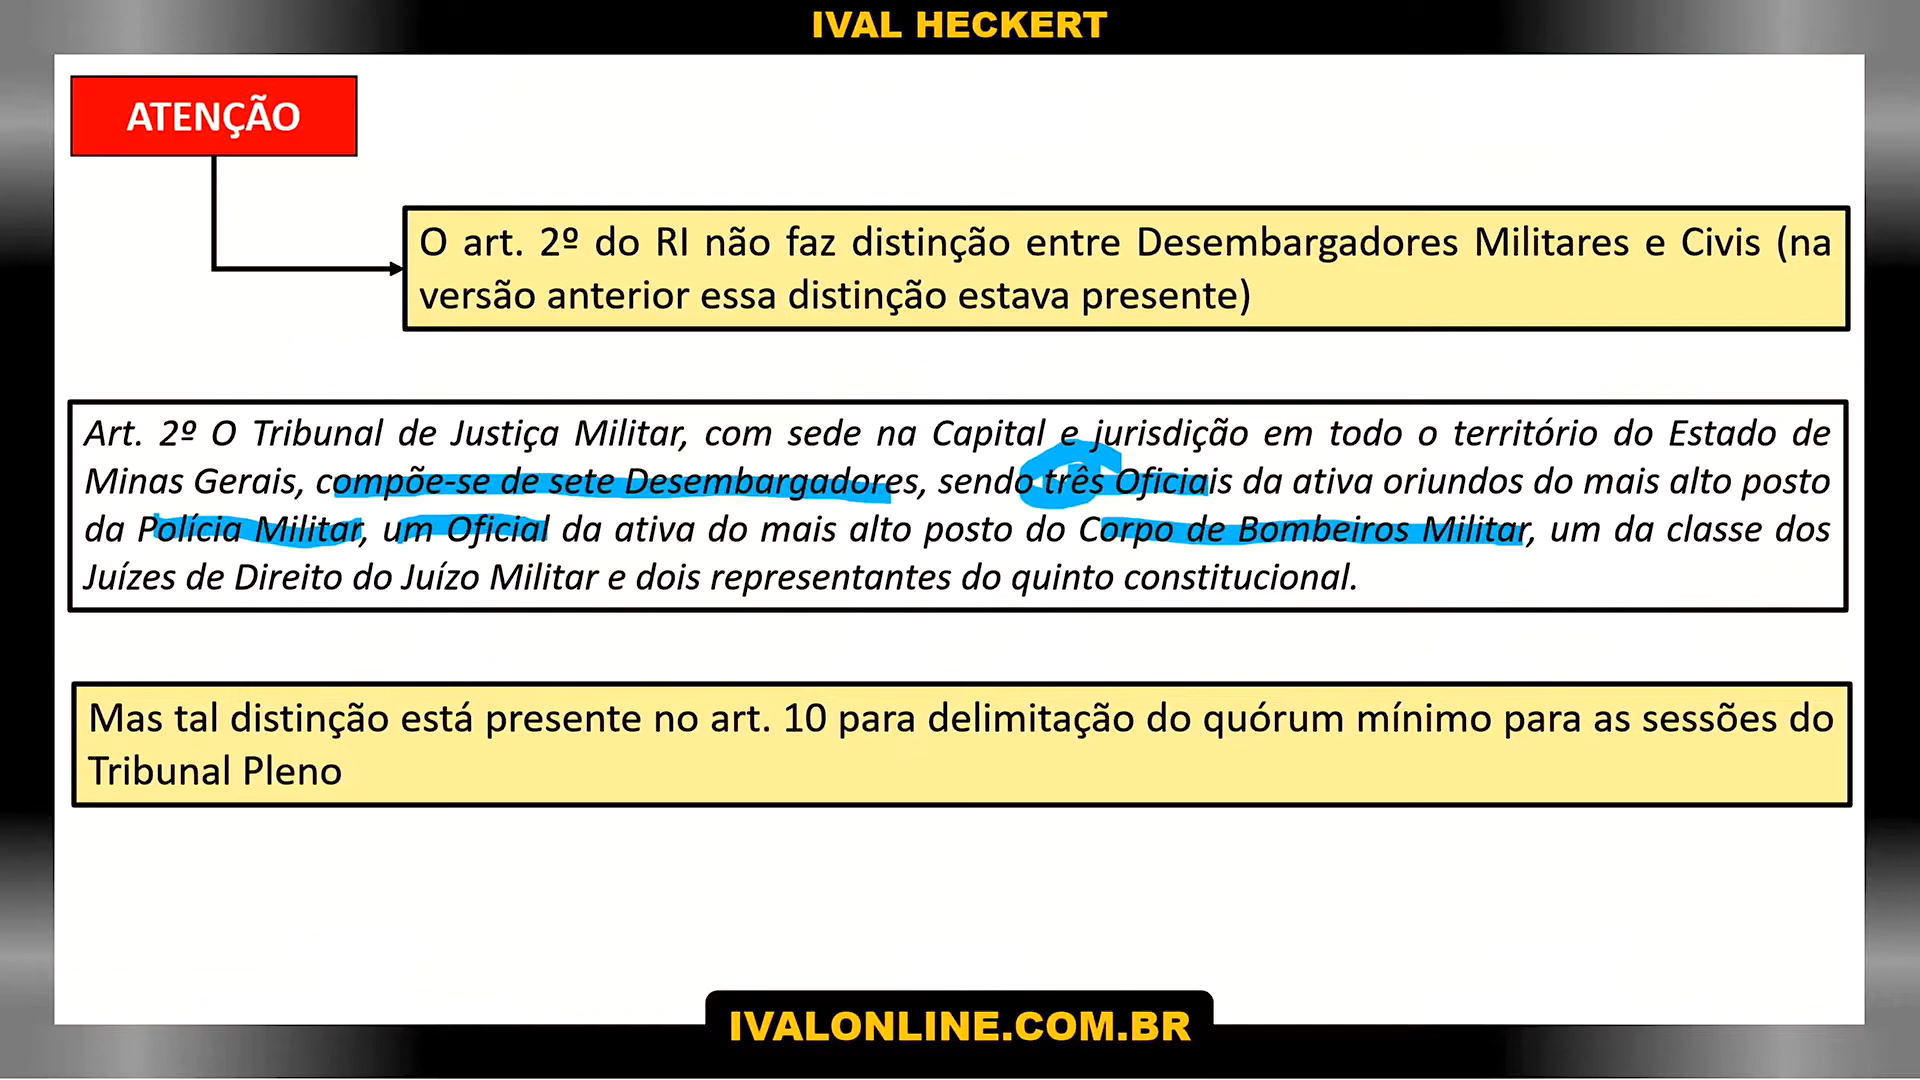 IVAL HECKERT
ATENÇÃO
O art. 2º do RI não faz distinção entre Desembargadores Militares e Civis (na
versão anterior essa distinção estava presente)
Art. 2º O Tribunal de Justiça Militar, com sede na Capital e jurisdição em todo o território do Estado de
Minas Gerais, compõe-se de sete Desembargadores, sendo três Oficiais da ativa oriundos do mais alto posto
da Polícia Militar, um Oficial da ativa do mais alto posto do Corpo de Bombeiros Militar, um da classe dos
Juízes de Direito do Juízo Militar e dois representantes do quinto constitucional.
Mas tal distinção está presente no art. 10 para delimitação do quórum mínimo para as sessões do
Tribunal Pleno
IVALONLINE.COM.BR